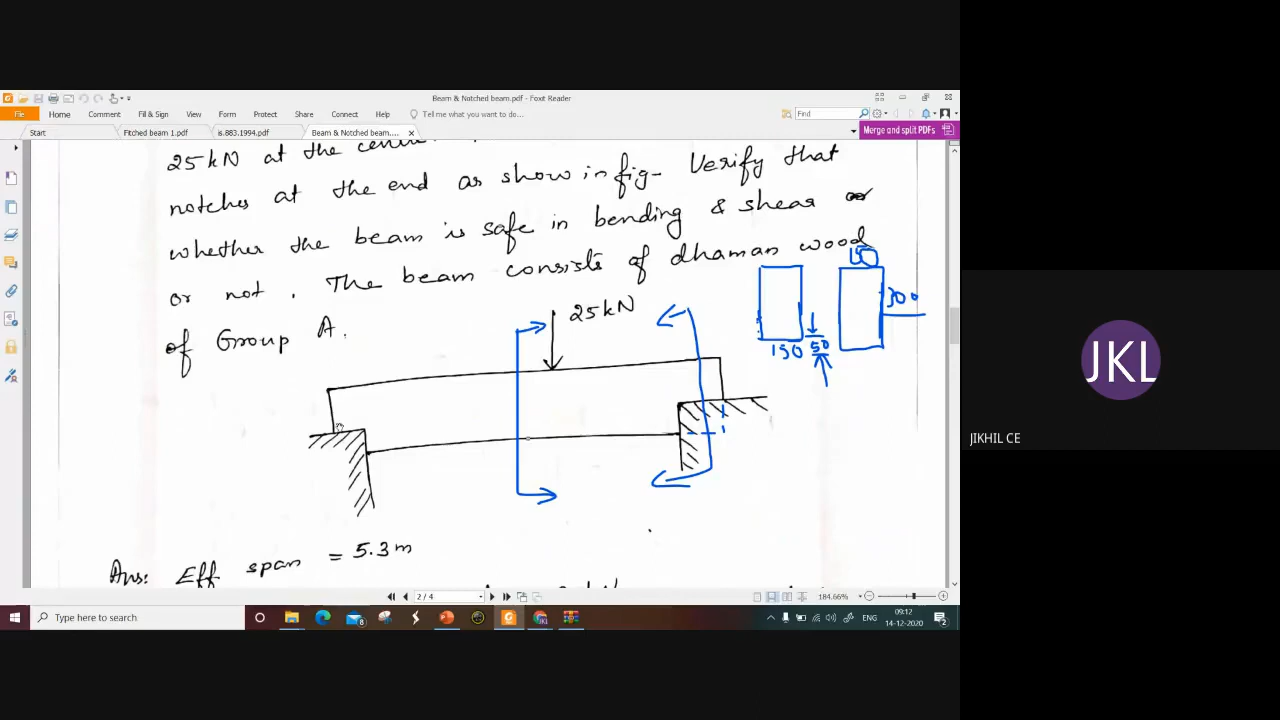 Beam & Notched beam.pdf - Foxit Reader
File Home Comment Fill & Sign View Form Protect Share Connect Help Tell me what you want to do... Find
Start Fitched beam 1.pdf is.883.1994.pdf Beam & Notched beam.... Merge and split PDFs
25 kN at the
notches at the end as show in fig- Verify that
whether the beam is safe in bending & shear or
or not. The beam consists of dhaman wood
of Group A.
150
300
150 50
25 kN
Ans: Eff span = 5.3 m
2 / 4 184.66%
Type here to search ENG 09:12
14-12-2020
JKL
JIKHIL CE